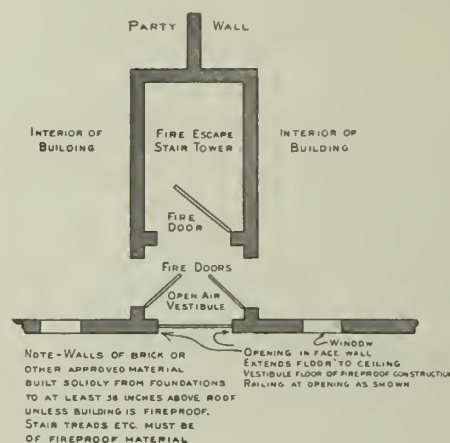 PARTY WALL
INTERIOR OF
BUILDING
FIRE ESCAPE
STAIR TOWER
INTERIOR OF
BUILDING
FIRE
DOOR
FIRE DOORS
OPEN AIR
VESTIBULE
WINDOW
OPENING IN FACE WALL
EXTENDS FLOOR TO CEILING
VESTIBULE FLOOR OF FIREPROOF CONSTRUCTION
RAILING AT OPENING AS SHOWN
NOTE-WALLS OF BRICK OR
OTHER APPROVED MATERIAL
BUILT SOLIDLY FROM FOUNDATIONS
TO AT LEAST 36 INCHES ABOVE ROOF
UNLESS BUILDING IS FIREPROOF.
STAIR TREADS ETC. MUST BE
OF FIREPROOF MATERIAL